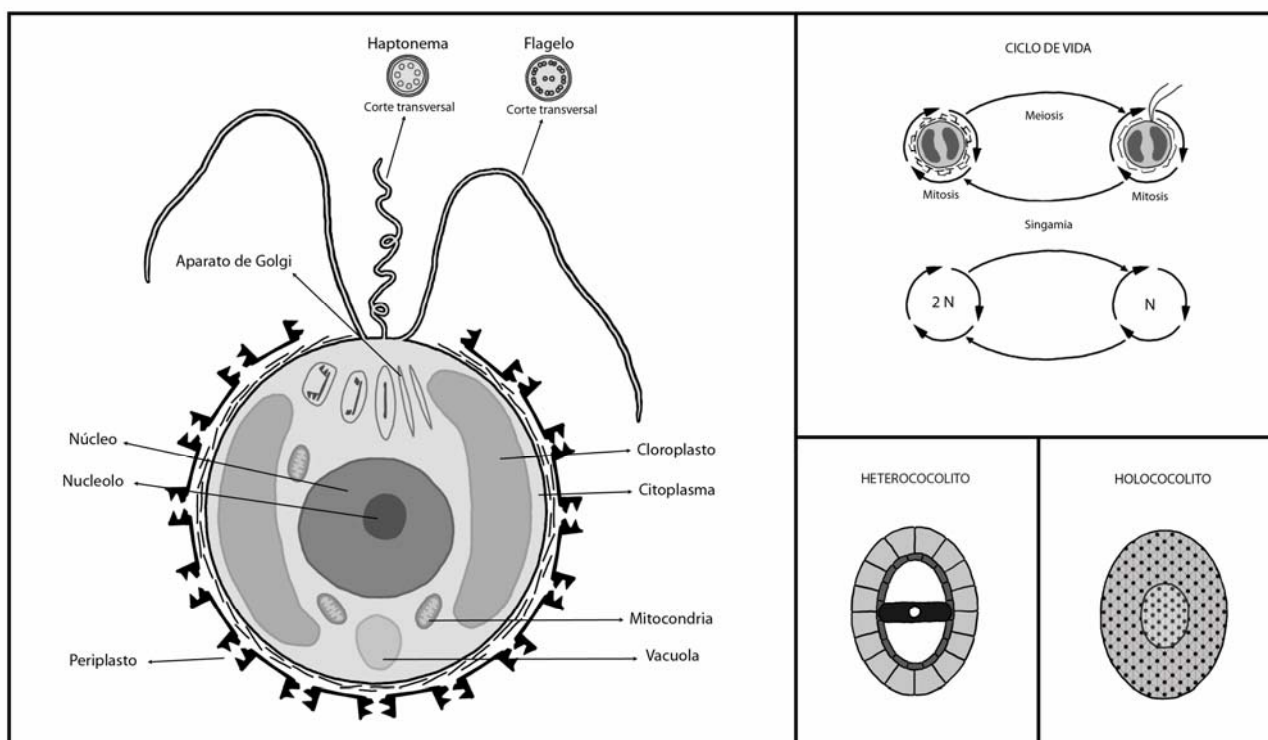 Haptonema
Corte transversal
Flagelo
Corte transversal
Aparato de Golgi
Núcleo
Nucleolo
Periplasto
Cloroplasto
Citoplasma
Mitocondria
Vacuola
CICLO DE VIDA
Meiosis
Mitosis
Mitosis
Singamia
2 N
N
HETEROCOCOLITO
HOLOCOCOLITO